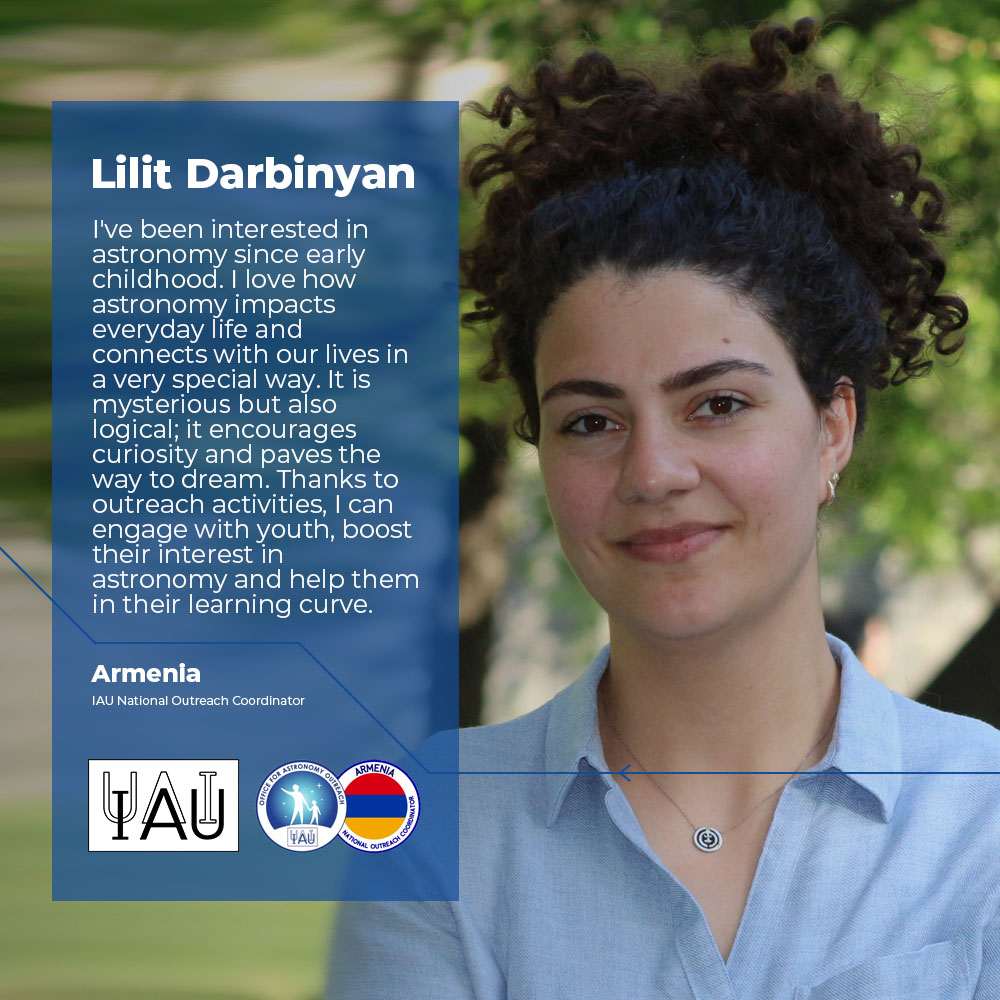 Lilit Darbinyan
I've been interested in
astronomy since early
childhood. I love how
astronomy impacts
everyday life and
connects with our lives in
a very special way. It is
mysterious but also
logical; it encourages
curiosity and paves the
way to dream. Thanks to
outreach activities, I can
engage with youth, boost
their interest in
astronomy and help them
in their learning curve.
Armenia
IAU National Outreach Coordinator
IAU
OFFICE FOR ASTRONOMY OUTREACH
IAU
ARMENIA
NATIONAL OUTREACH COORDINATOR